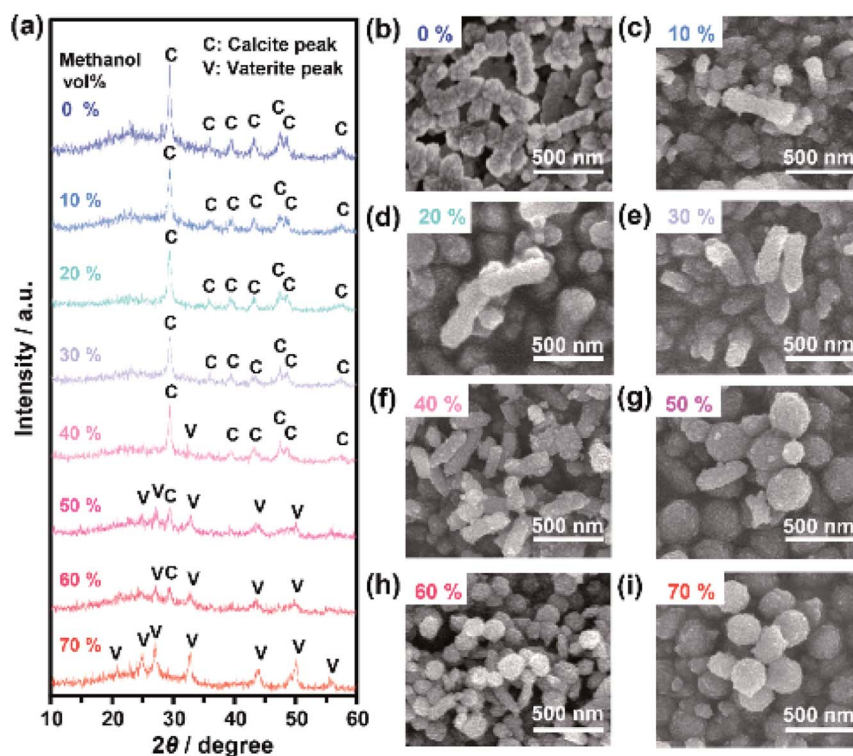 (a)
Methanol
vol%
C: Calcite peak
V: Vaterite peak
0 %
C
C C C C C C
10 %
C
C C C C C C
20 %
C
C C C C C C
30 %
C
C C C C C C
40 %
C V C C C C C
50 %
V V C V V V
60 %
V C V V V
70 %
V V V V V V V
Intensity / a.u.
10 20 30 40 50 60
2θ / degree
(b) 0 %
500 nm
(c) 10 %
500 nm
(d) 20 %
500 nm
(e) 30 %
500 nm
(f) 40 %
500 nm
(g) 50 %
500 nm
(h) 60 %
500 nm
(i) 70 %
500 nm